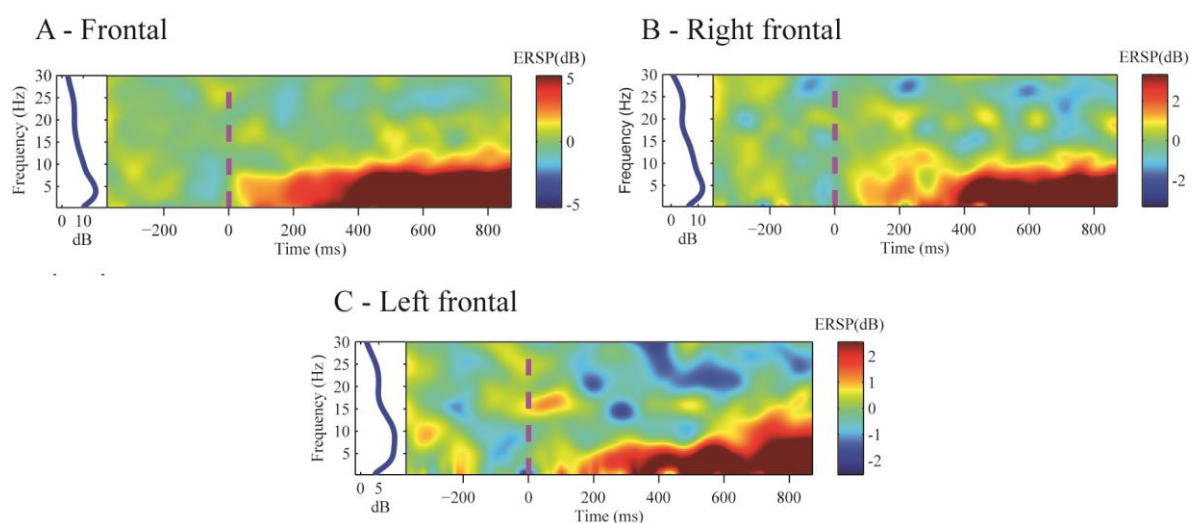 A - Frontal
ERSP(dB)
30
25
20
15
10
5
Frequency (Hz)
0 10
dB
−200 0 200 400 600 800
Time (ms)
5
0
-5
B - Right frontal
ERSP(dB)
30
25
20
15
10
5
Frequency (Hz)
0 10
dB
−200 0 200 400 600 800
Time (ms)
2
0
-2
C - Left frontal
ERSP(dB)
30
25
20
15
10
5
Frequency (Hz)
0 5
dB
−200 0 200 400 600 800
Time (ms)
2
1
0
-1
-2